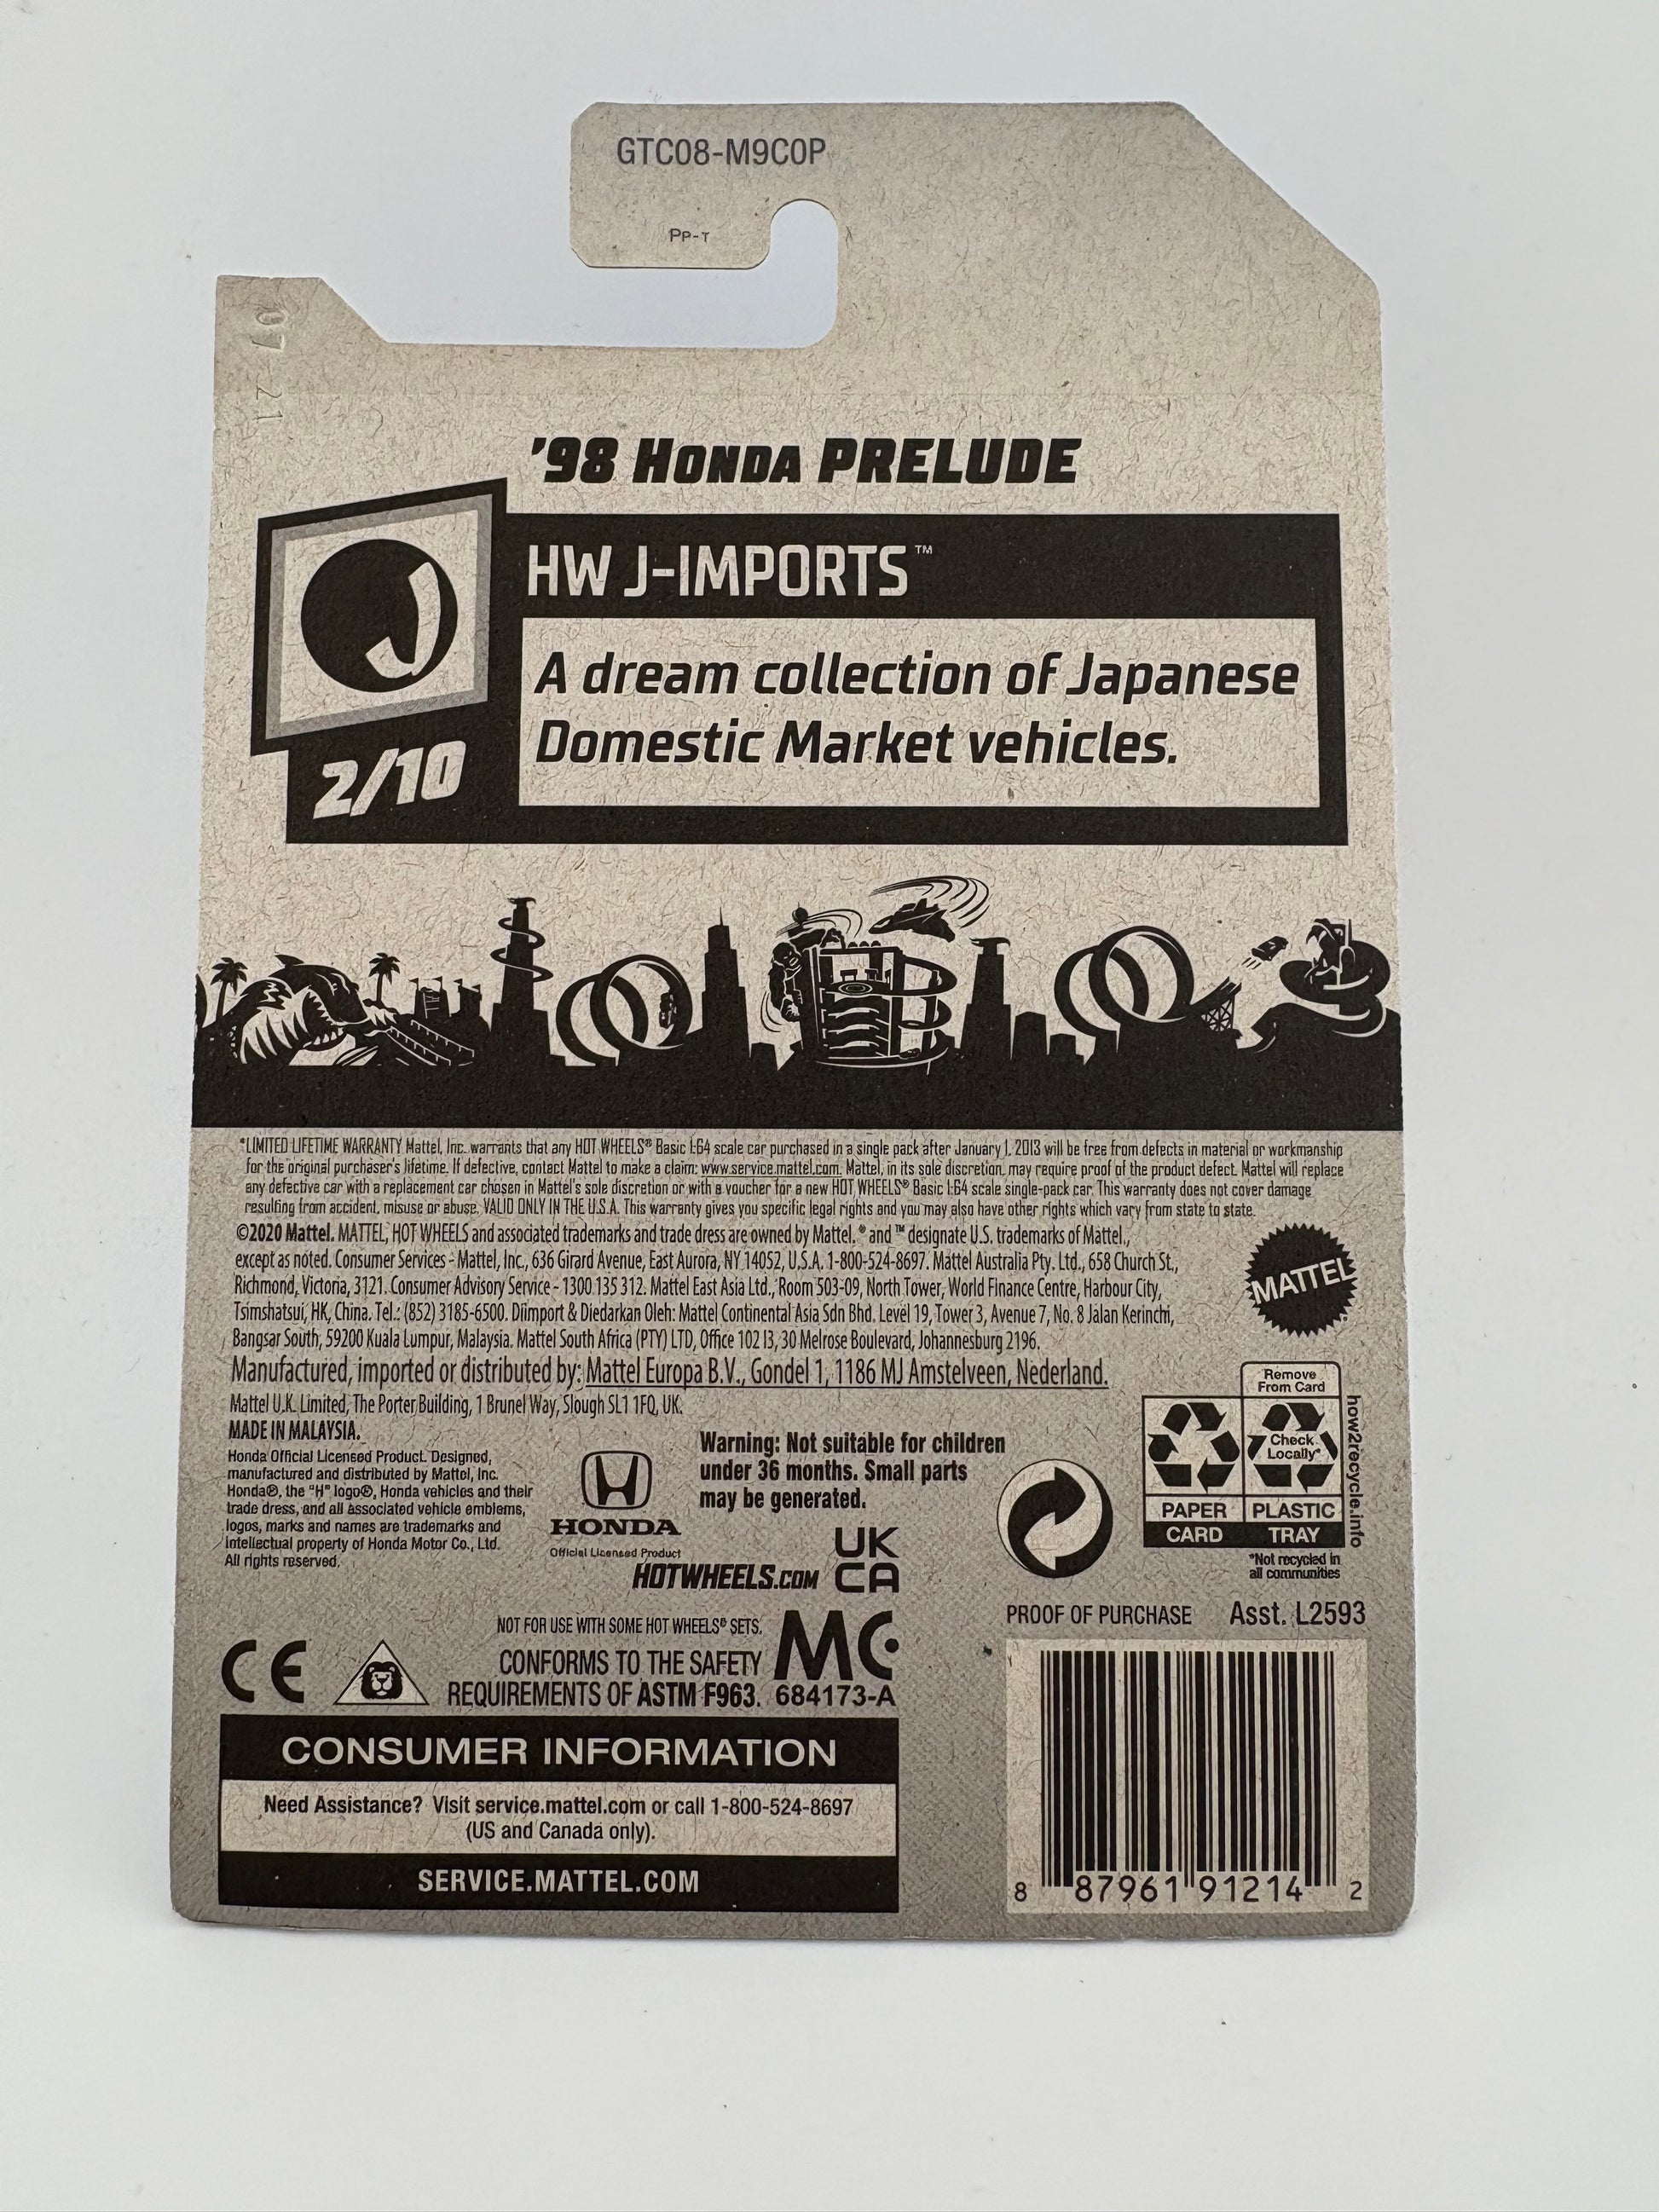 GTC08-M9C0P
Pp-T
07-21
'98 HONDA PRELUDE
J
HW J-IMPORTS™
A dream collection of Japanese
Domestic Market vehicles.
2/10
*LIMITED LIFETIME WARRANTY Mattel, Inc. warrants that any HOT WHEELS® Basic 1:64 scale car purchased in a single pack after January 1, 2013 will be free from defects in material or workmanship
for the original purchaser's lifetime. If defective, contact Mattel to make a claim: www.service.mattel.com. Mattel, in its sole discretion, may require proof of the product defect. Mattel will replace
any defective car with a replacement car chosen in Mattel's sole discretion or with a voucher for a new HOT WHEELS® Basic 1:64 scale single-pack car. This warranty does not cover damage
resulting from accident, misuse or abuse. VALID ONLY IN THE U.S.A. This warranty gives you specific legal rights and you may also have other rights which vary from state to state.
©2020 Mattel. MATTEL, HOT WHEELS and associated trademarks and trade dress are owned by Mattel. ® and ™ designate U.S. trademarks of Mattel,
except as noted. Consumer Services - Mattel, Inc., 636 Girard Avenue, East Aurora, NY 14052, U.S.A. 1-800-524-8697. Mattel Australia Pty. Ltd., 658 Church St.,
Richmond, Victoria, 3121. Consumer Advisory Service - 1300 135 312. Mattel East Asia Ltd., Room 503-09, North Tower, World Finance Centre, Harbour City,
Tsimshatsui, HK, China. Tel.: (852) 3185-6500. Diimport & Diedarkan Oleh: Mattel Continental Asia Sdn Bhd. Level 19, Tower 3, Avenue 7, No. 8 Jalan Kerinchi,
Bangsar South, 59200 Kuala Lumpur, Malaysia. Mattel South Africa (PTY) LTD, Office 102 I3, 30 Melrose Boulevard, Johannesburg 2196.
MATTEL
Manufactured, imported or distributed by: Mattel Europa B.V., Gondel 1, 1186 MJ Amstelveen, Nederland.
Mattel U.K. Limited, The Porter Building, 1 Brunel Way, Slough SL1 1FQ, UK.
MADE IN MALAYSIA.
Honda Official Licensed Product. Designed,
manufactured and distributed by Mattel, Inc.
Honda®, the "H" logo®, Honda vehicles and their
trade dress, and all associated vehicle emblems,
logos, marks and names are trademarks and
intellectual property of Honda Motor Co., Ltd.
All rights reserved.
HONDA
Official Licensed Product
Warning: Not suitable for children
under 36 months. Small parts
may be generated.
HOTWHEELS.COM
UK
CA
Remove
From Card
Check
Locally*
PAPER
PLASTIC
CARD
TRAY
how2recycle.info
*Not recycled in
all communities
NOT FOR USE WITH SOME HOT WHEELS® SETS.
CE
CONFORMS TO THE SAFETY
REQUIREMENTS OF ASTM F963.
MC
684173-A
PROOF OF PURCHASE
Asst. L2593
CONSUMER INFORMATION
Need Assistance? Visit service.mattel.com or call 1-800-524-8697
(US and Canada only).
SERVICE.MATTEL.COM
8 87961 91214 2